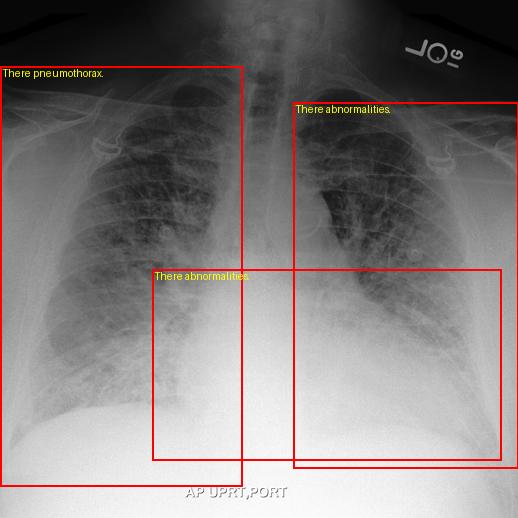 There pneumothorax.
There abnormalities.
There abnormalities.
AP UPRT,PORT